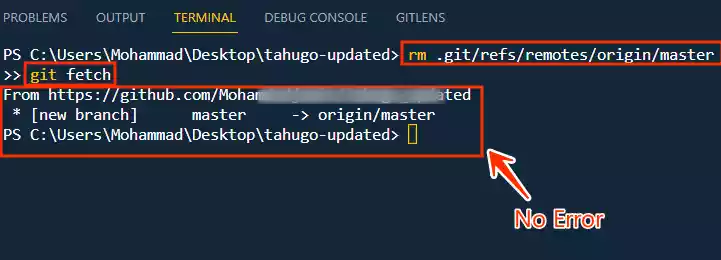 PROBLEMS OUTPUT TERMINAL DEBUG CONSOLE GITLENS
PS C:\Users\Mohammad\Desktop\tahugo-updated> rm .git/refs/remotes/origin/master
>> git fetch
From https://github.com/Moham
* [new branch] master -> origin/master
PS C:\Users\Mohammad\Desktop\tahugo-updated>
No Error